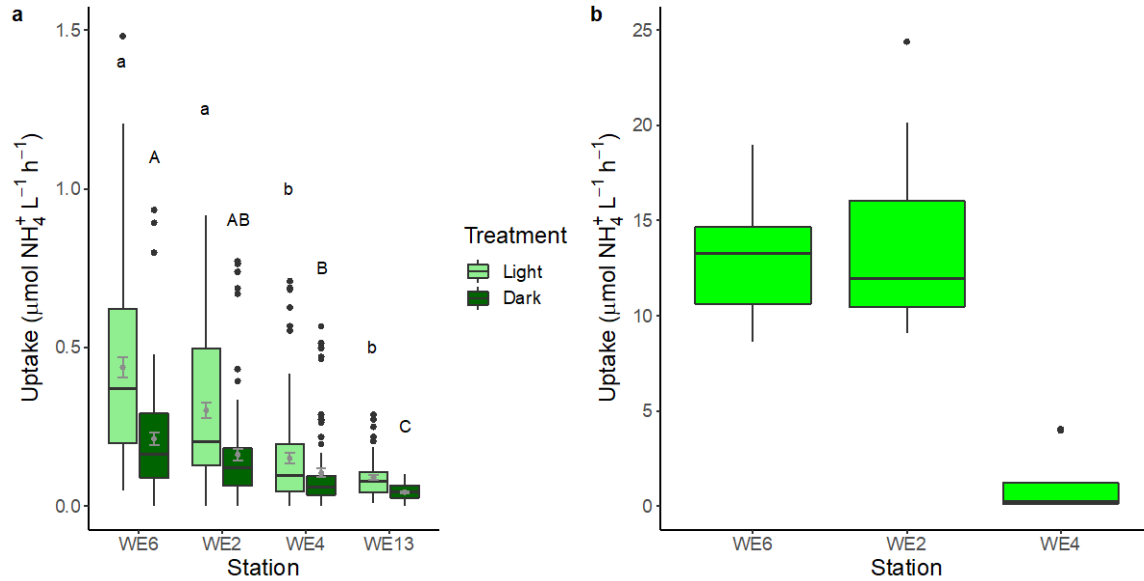 a
1.5
1.0
0.5
0.0
Uptake (μmol NH₄⁺ L⁻¹ h⁻¹)
a
A
a
AB
b
B
b
C
WE6 WE2 WE4 WE13
Station
Treatment
Light
Dark
b
25
20
15
10
5
0
Uptake (μmol NH₄⁺ L⁻¹ h⁻¹)
WE6 WE2 WE4
Station